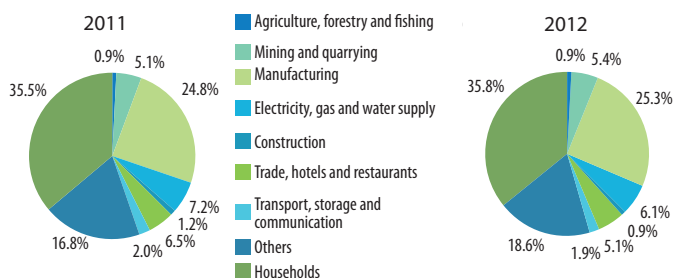 2011
0.9%
5.1%
24.8%
7.2%
1.2%
6.5%
2.0%
16.8%
35.5%
Agriculture, forestry and fishing
Mining and quarrying
Manufacturing
Electricity, gas and water supply
Construction
Trade, hotels and restaurants
Transport, storage and
communication
Others
Households
2012
0.9%
5.4%
25.3%
6.1%
0.9%
5.1%
1.9%
18.6%
35.8%